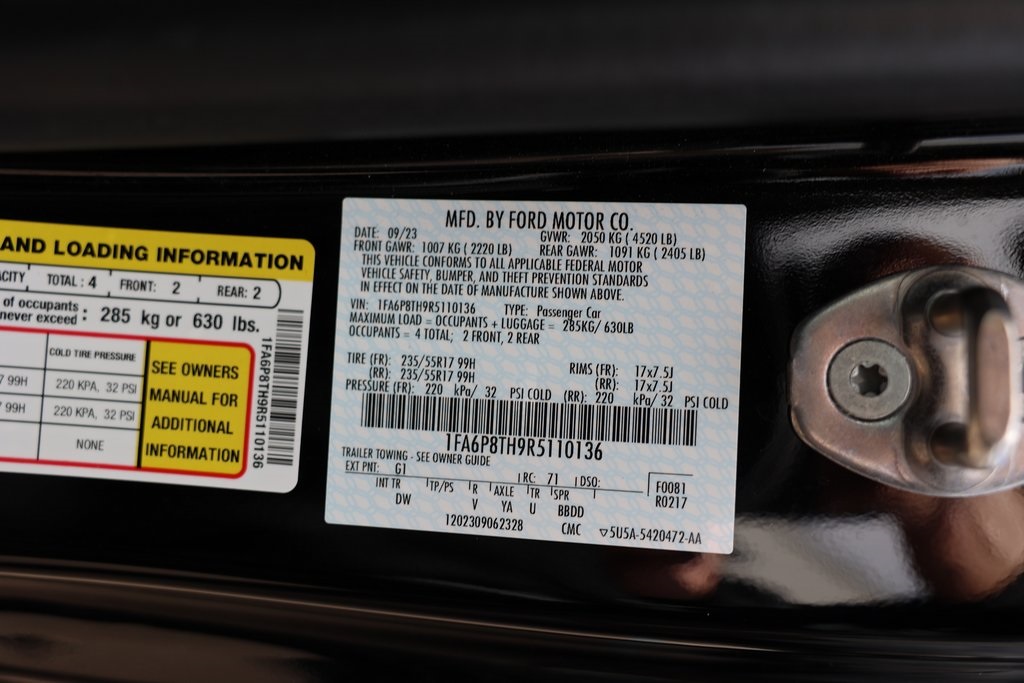 AND LOADING INFORMATION
ACITY TOTAL : 4 FRONT: 2 REAR: 2
of occupants
never exceed : 285 kg or 630 lbs.
COLD TIRE PRESSURE
7 99H 220 KPA, 32 PSI
99H 220 KPA, 32 PSI
NONE
SEE OWNERS
MANUAL FOR
ADDITIONAL
INFORMATION
1FA6P8TH9R5110136
MFD. BY FORD MOTOR CO.
DATE: 09/23 GVWR: 2050 KG ( 4520 LB)
FRONT GAWR: 1007 KG ( 2220 LB) REAR GAWR: 1091 KG ( 2405 LB)
THIS VEHICLE CONFORMS TO ALL APPLICABLE FEDERAL MOTOR
VEHICLE SAFETY, BUMPER, AND THEFT PREVENTION STANDARDS
IN EFFECT ON THE DATE OF MANUFACTURE SHOWN ABOVE.
VIN: 1FA6P8TH9R5110136 TYPE: Passenger Car
MAXIMUM LOAD = OCCUPANTS + LUGGAGE = 285KG/ 630LB
OCCUPANTS = 4 TOTAL; 2 FRONT, 2 REAR
TIRE (FR): 235/55R17 99H RIMS (FR): 17x7.5J
(RR): 235/55R17 99H (RR): 17x7.5J
PRESSURE (FR): 220 kPa/ 32 PSI COLD (RR): 220 kPa/ 32 PSI COLD
1FA6P8TH9R5110136
TRAILER TOWING - SEE OWNER GUIDE
EXT PNT: G1 RC: 71 DSO: F0081
R0217
INT TR TP/PS R AXLE TR SPR
DW V YA U BBDD
1202309062328 CMC ▽5U5A-5420472-AA